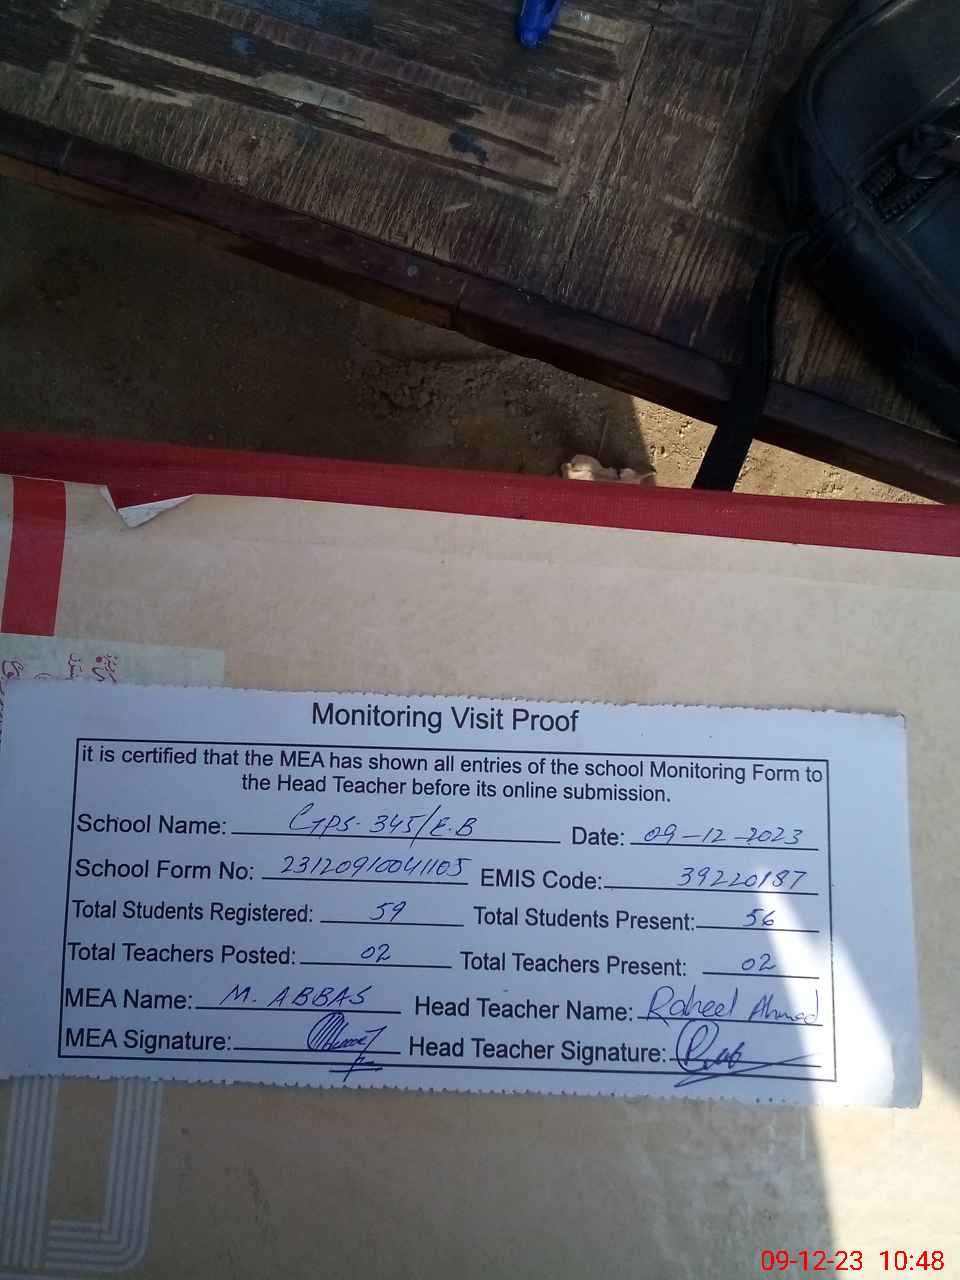 Monitoring Visit Proof
it is certified that the MEA has shown all entries of the school Monitoring Form to
the Head Teacher before its online submission.
School Name: GPS. 345/E.B Date: 09-12-2023
School Form No: 23120910041105 EMIS Code: 39220187
Total Students Registered: 59 Total Students Present: 56
Total Teachers Posted: 02 Total Teachers Present: 02
MEA Name: M. ABBAS Head Teacher Name: Raheel Ahmad
MEA Signature: Head Teacher Signature:
09-12-23 10:48